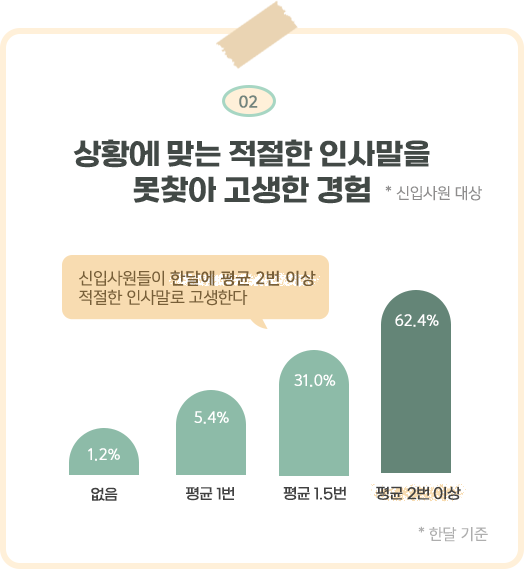 02
상황에 맞는 적절한 인사말을
못찾아 고생한 경험 * 신입사원 대상
신입사원들이 한달에 평균 2번 이상
적절한 인사말로 고생한다
62.4%
31.0%
5.4%
1.2%
없음 평균 1번 평균 1.5번 평균 2번 이상
* 한달 기준